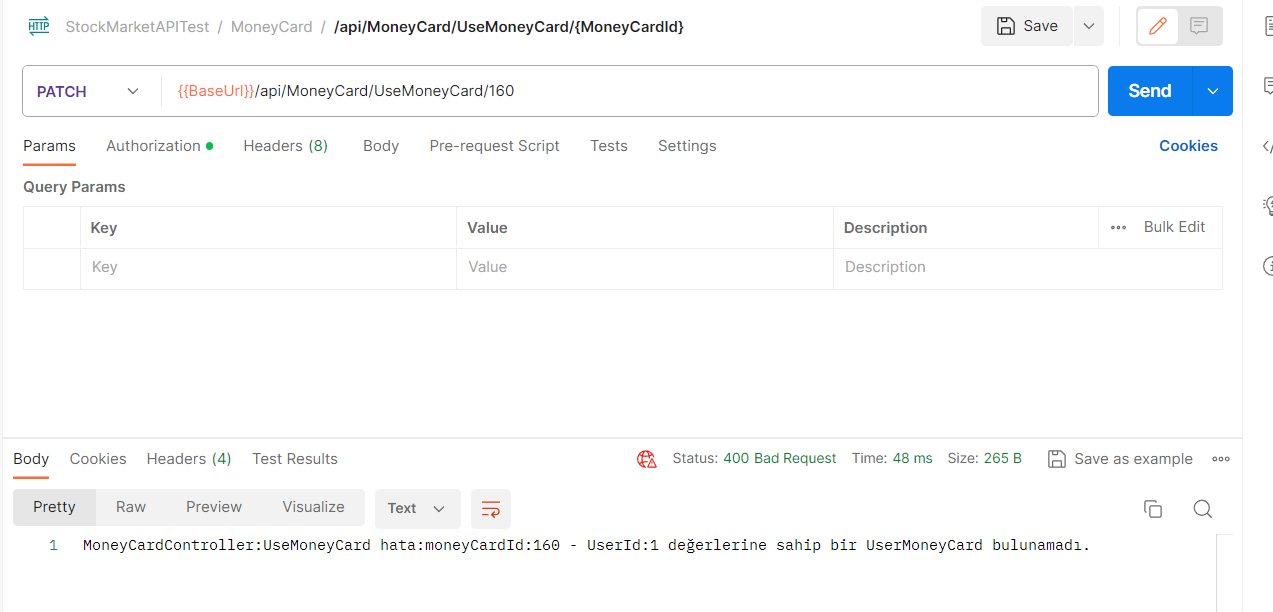 HTTP StockMarketAPITest / MoneyCard / /api/MoneyCard/UseMoneyCard/{MoneyCardId} Save
PATCH {{BaseUrl}}/api/MoneyCard/UseMoneyCard/160 Send
Params Authorization Headers (8) Body Pre-request Script Tests Settings Cookies
Query Params
Key Value Description Bulk Edit
Key Value Description
Body Cookies Headers (4) Test Results Status: 400 Bad Request Time: 48 ms Size: 265 B Save as example
Pretty Raw Preview Visualize Text
1 MoneyCardController:UseMoneyCard hata:moneyCardId:160 - UserId:1 değerlerine sahip bir UserMoneyCard bulunamadı.